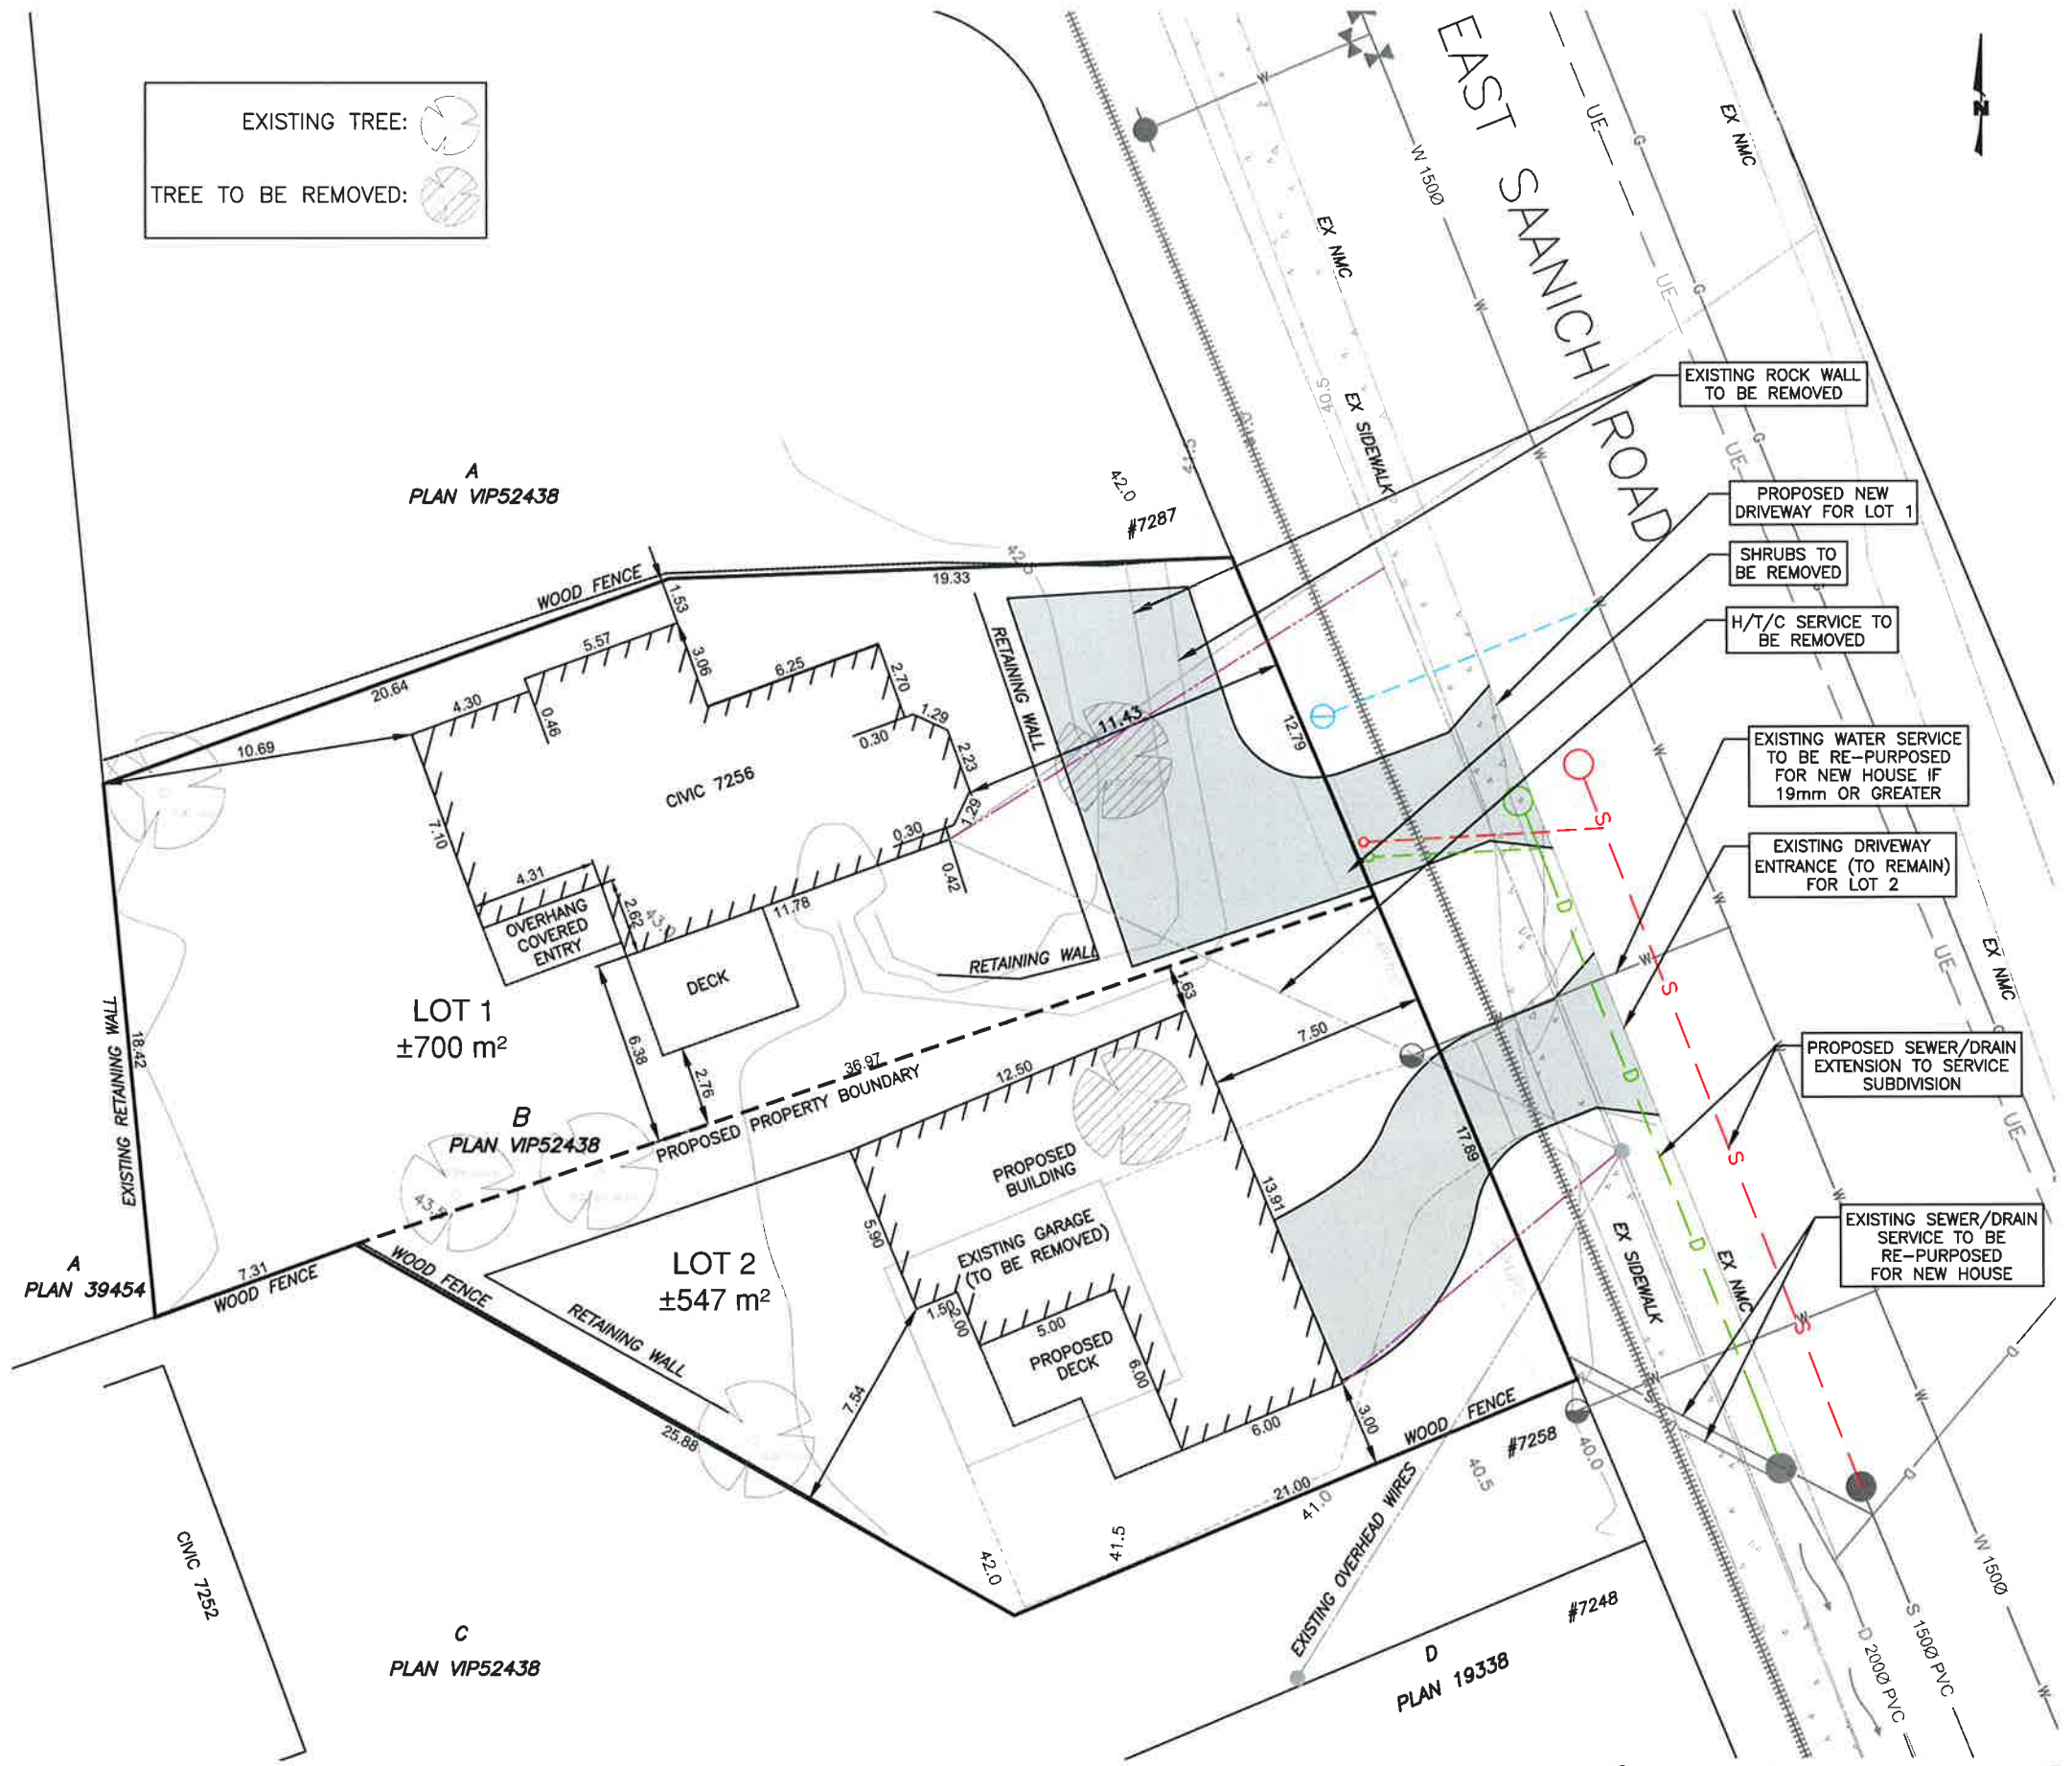 EXISTING TREE:
TREE TO BE REMOVED:
N
EAST SAANICH ROAD
W 150Ø
UE
UE
UE
UE
UE
G
G
G
EX NMC
EX NMC
EX SIDEWALK
40.5
EXISTING ROCK WALL
TO BE REMOVED
PROPOSED NEW
DRIVEWAY FOR LOT 1
SHRUBS TO
BE REMOVED
H/T/C SERVICE TO
BE REMOVED
EXISTING WATER SERVICE
TO BE RE-PURPOSED
FOR NEW HOUSE IF
19mm OR GREATER
EXISTING DRIVEWAY
ENTRANCE (TO REMAIN)
FOR LOT 2
PROPOSED SEWER/DRAIN
EXTENSION TO SERVICE
SUBDIVISION
EXISTING SEWER/DRAIN
SERVICE TO BE
RE-PURPOSED
FOR NEW HOUSE
A
PLAN VIP52438
42.0
#7287
WOOD FENCE
19.33
1.53
20.64
5.57
3.06
6.25
2.70
4.30
0.46
10.69
1.29
0.30
2.23
1.29
CIVIC 7256
7.10
0.30
0.42
4.31
2.62
11.78
OVERHANG
COVERED
ENTRY
DECK
RETAINING WALL
RETAINING WALL
11.43
12.79
LOT 1
±700 m²
6.38
2.76
EXISTING RETAINING WALL
18.42
B
PLAN VIP52438
36.97
PROPOSED PROPERTY BOUNDARY
1.63
7.50
12.50
PROPOSED
BUILDING
13.91
17.89
5.90
EXISTING GARAGE
(TO BE REMOVED)
1.50
2.00
5.00
PROPOSED
DECK
6.00
6.00
3.00
WOOD FENCE
LOT 2
±547 m²
7.54
7.31
WOOD FENCE
WOOD FENCE
RETAINING WALL
25.88
21.00
A
PLAN 39454
CIVIC 7252
C
PLAN VIP52438
42.0
41.5
41.0
40.5
40.0
#7258
EXISTING OVERHEAD WIRES
#7248
D
PLAN 19338
EX SIDEWALK
EX NMC
EX NMC
S
S
S
S
D
D
D
W
W
W
D 200Ø PVC
S 150Ø PVC
W 150Ø